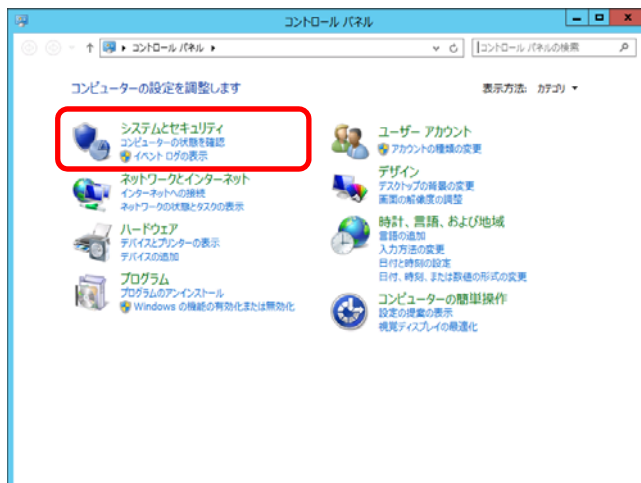 コントロール パネル
コントロール パネル
コントロール パネルの検索
コンピューターの設定を調整します
表示方法: カテゴリ
システムとセキュリティ
コンピューターの状態を確認
イベント ログの表示
ネットワークとインターネット
インターネットへの接続
ネットワークの状態とタスクの表示
ハードウェア
デバイスとプリンターの表示
デバイスの追加
プログラム
プログラムのアンインストール
Windows の機能の有効化または無効化
ユーザー アカウント
アカウントの種類の変更
デザイン
デスクトップの背景の変更
画面の解像度の調整
時計、言語、および地域
言語の追加
入力方法の変更
日付と時刻の設定
日付、時刻、または数値の形式の変更
コンピューターの簡単操作
設定の提案の表示
視覚ディスプレイの最適化